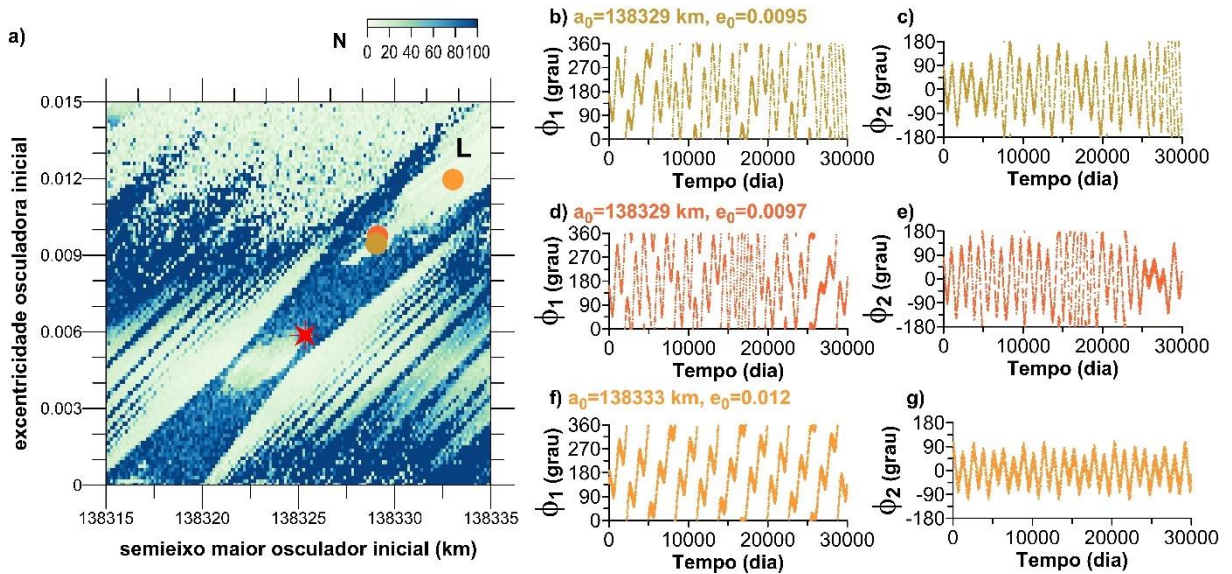 a)
N
0 20 40 60 80 100
L
0.015
0.012
0.009
0.006
0.003
0
138315 138320 138325 138330 138335
excentricidade osculadora inicial
semieixo maior osculador inicial (km)
b) a0=138329 km, e0=0.0095
ϕ1 (grau)
360
270
180
90
0
0 10000 20000 30000
Tempo (dia)
c)
ϕ2 (grau)
180
90
0
-90
-180
0 10000 20000 30000
Tempo (dia)
d) a0=138329 km, e0=0.0097
ϕ1 (grau)
360
270
180
90
0
0 10000 20000 30000
Tempo (dia)
e)
ϕ2 (grau)
180
90
0
-90
-180
0 10000 20000 30000
Tempo (dia)
f) a0=138333 km, e0=0.012
ϕ1 (grau)
360
270
180
90
0
0 10000 20000 30000
Tempo (dia)
g)
ϕ2 (grau)
180
90
0
-90
-180
0 10000 20000 30000
Tempo (dia)